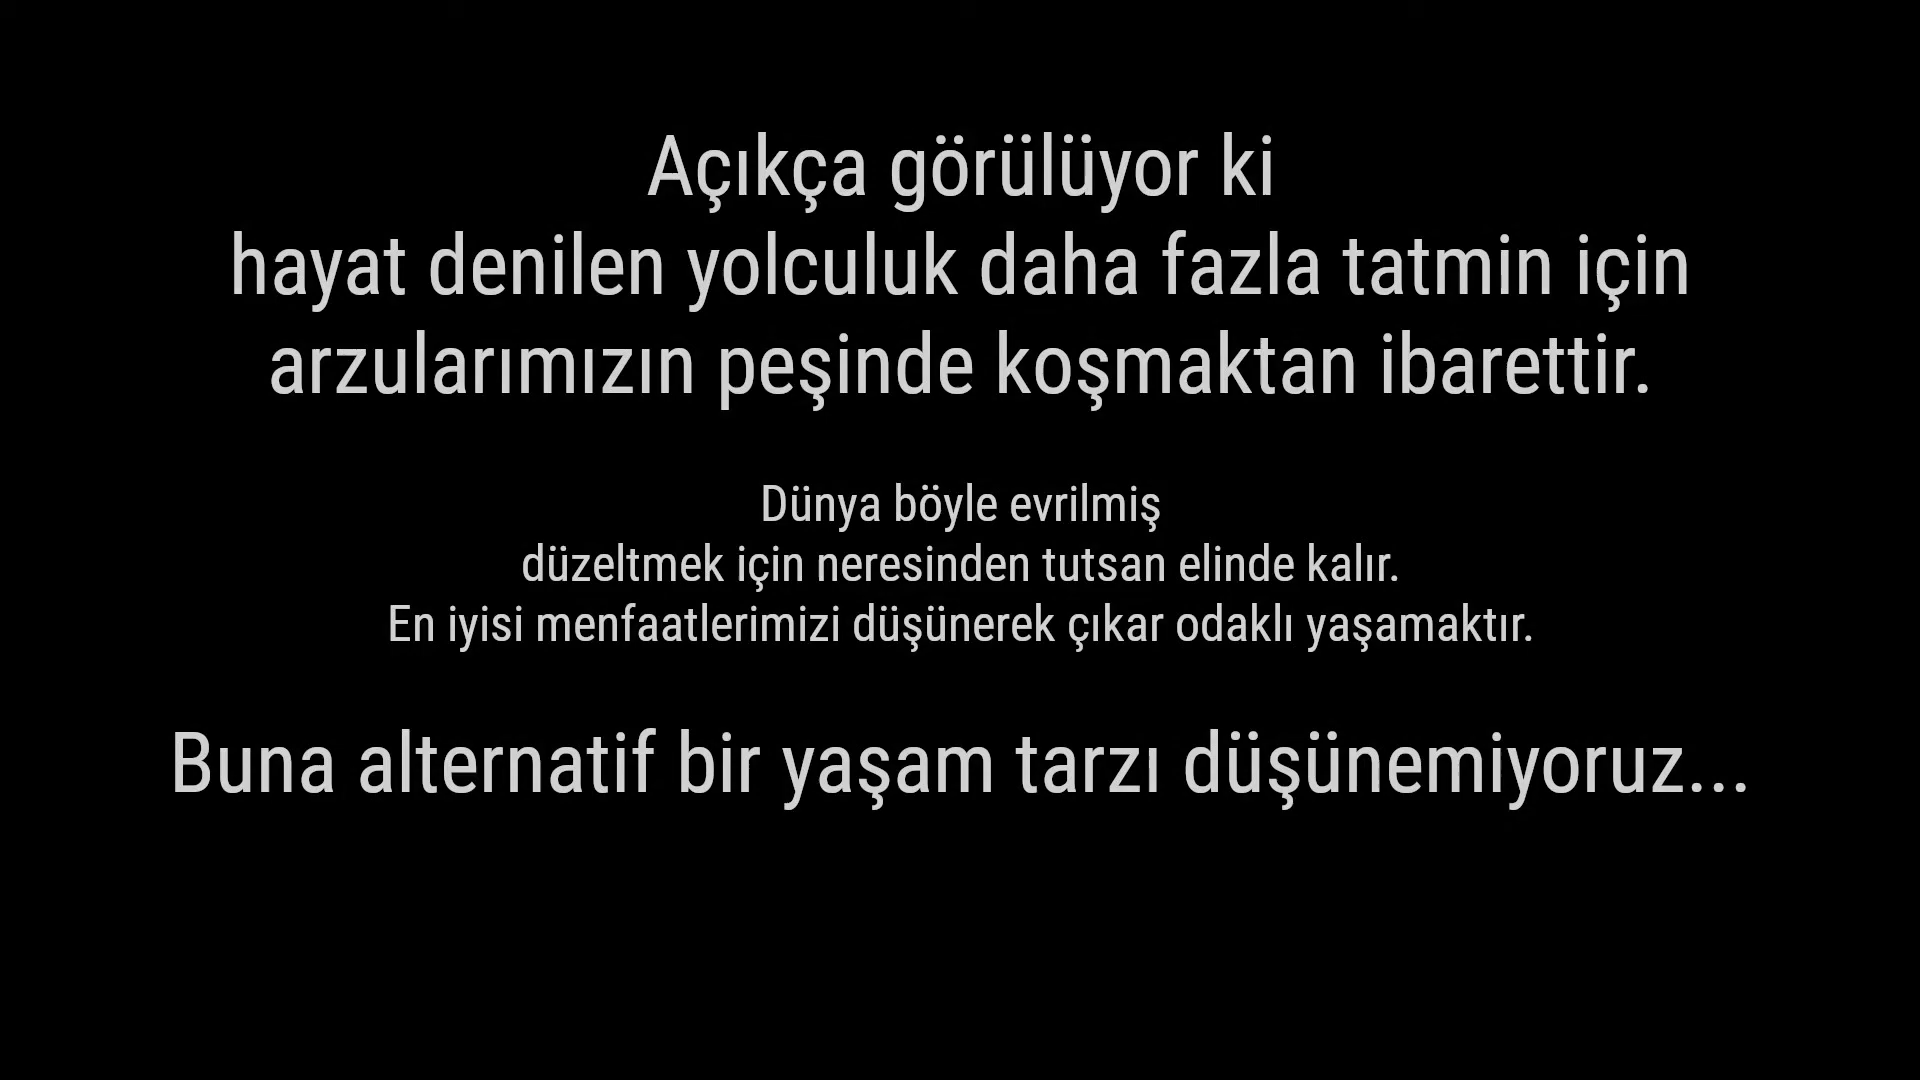 Açıkça görülüyor ki
hayat denilen yolculuk daha fazla tatmin için
arzularımızın peşinde koşmaktan ibarettir.
Dünya böyle evrilmiş
düzeltmek için neresinden tutsan elinde kalır.
En iyisi menfaatlerimizi düşünerek çıkar odaklı yaşamaktır.
Buna alternatif bir yaşam tarzı düşünemiyoruz...